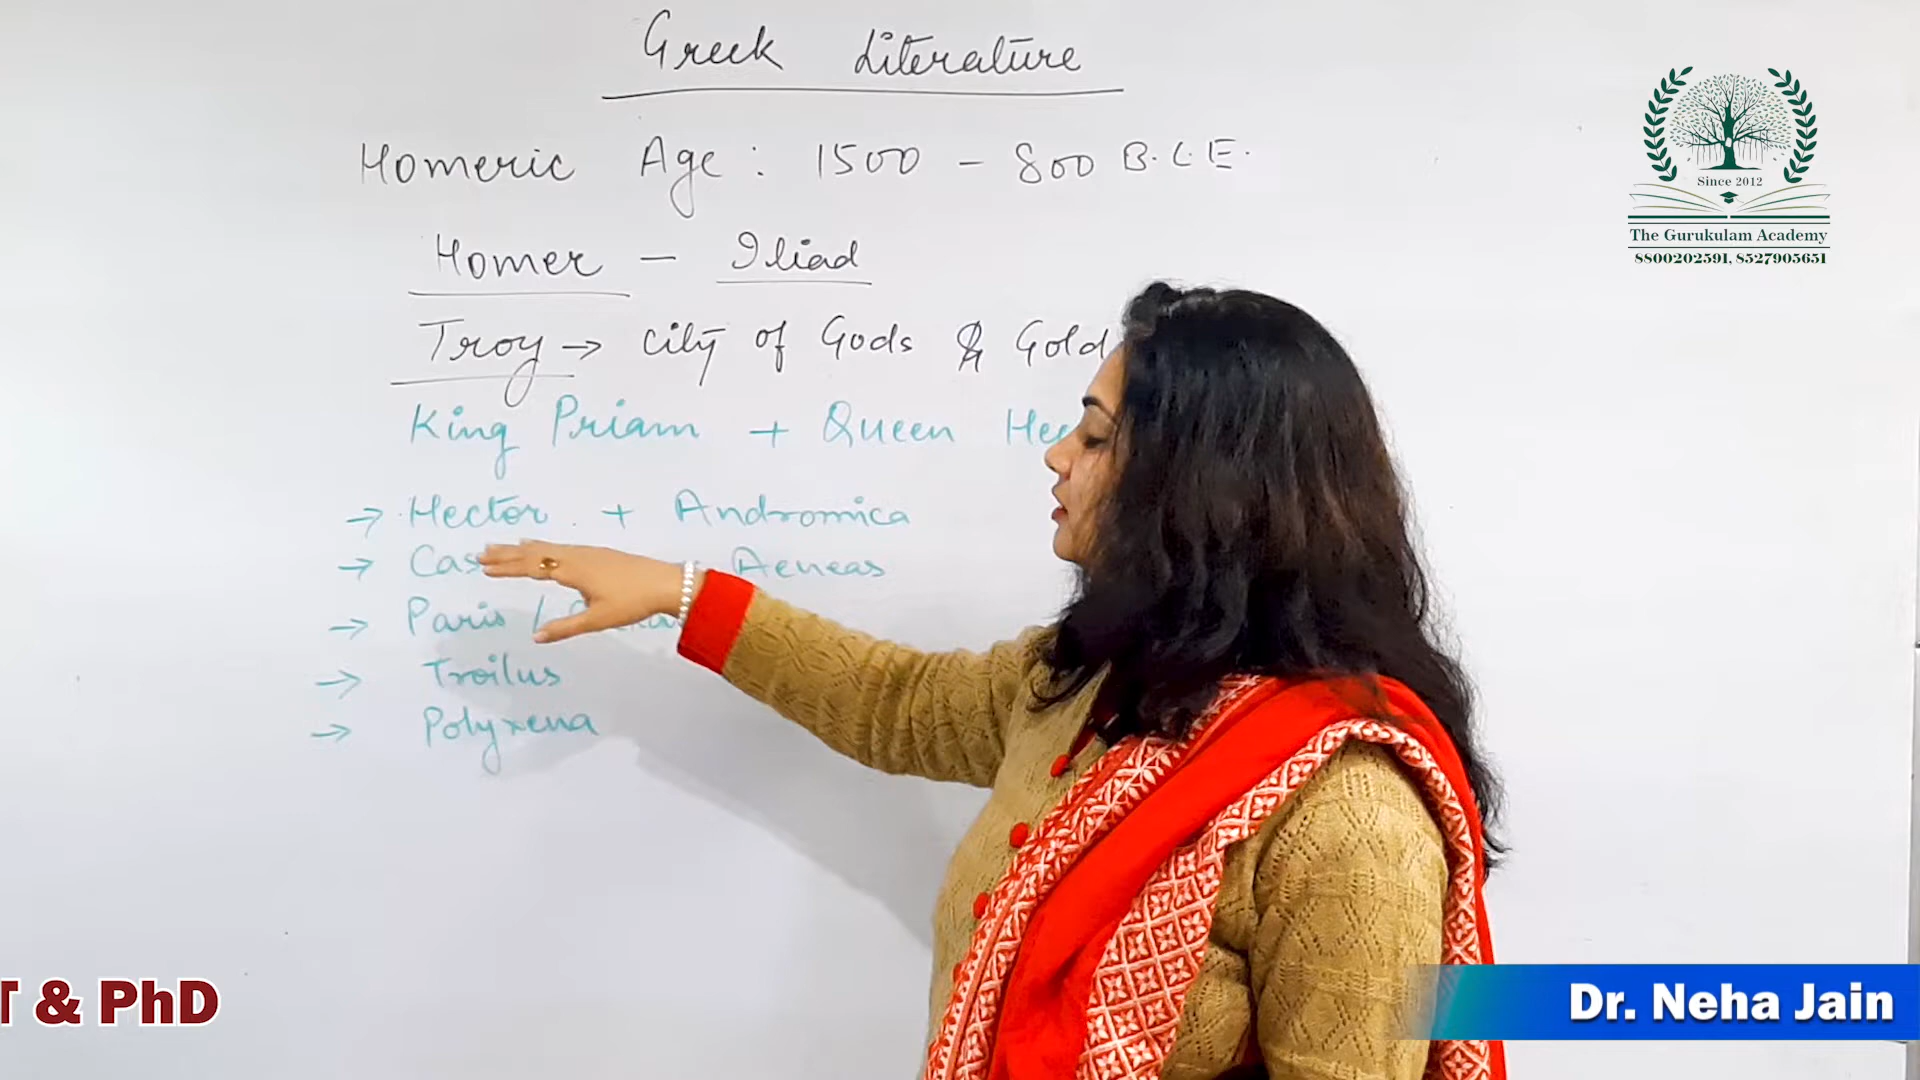 Greek Literature
Homeric Age : 1500 - 800 B.C.E.
Homer - Iliad
Troy → City of Gods & Gold
King Priam + Queen
→ Hector + Andromica
→ Aeneas
→ Paris /
→ Troilus
→ Polyxena
Since 2012
The Gurukulam Academy
8800202591, 8527905651
T & PhD
Dr. Neha Jain